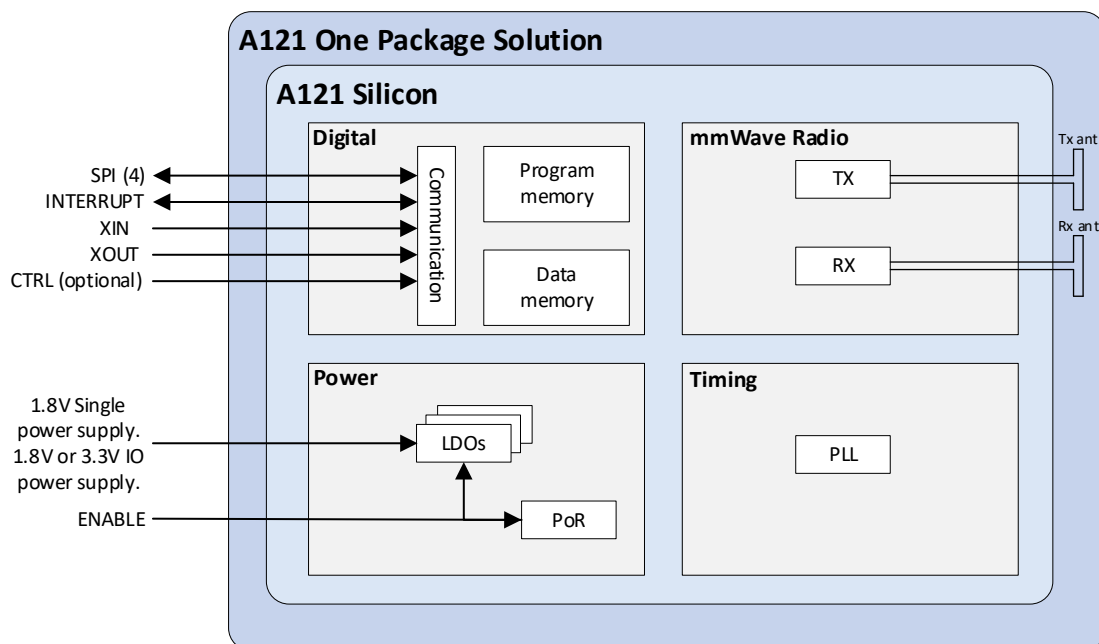 A121 One Package Solution
A121 Silicon
Digital
mmWave Radio
Tx ant
SPI (4)
INTERRUPT
XIN
XOUT
CTRL (optional)
Communication
Program
memory
Data
memory
TX
Rx ant
RX
Power
Timing
1.8V Single
power supply.
1.8V or 3.3V IO
power supply.
LDOs
PLL
ENABLE
PoR